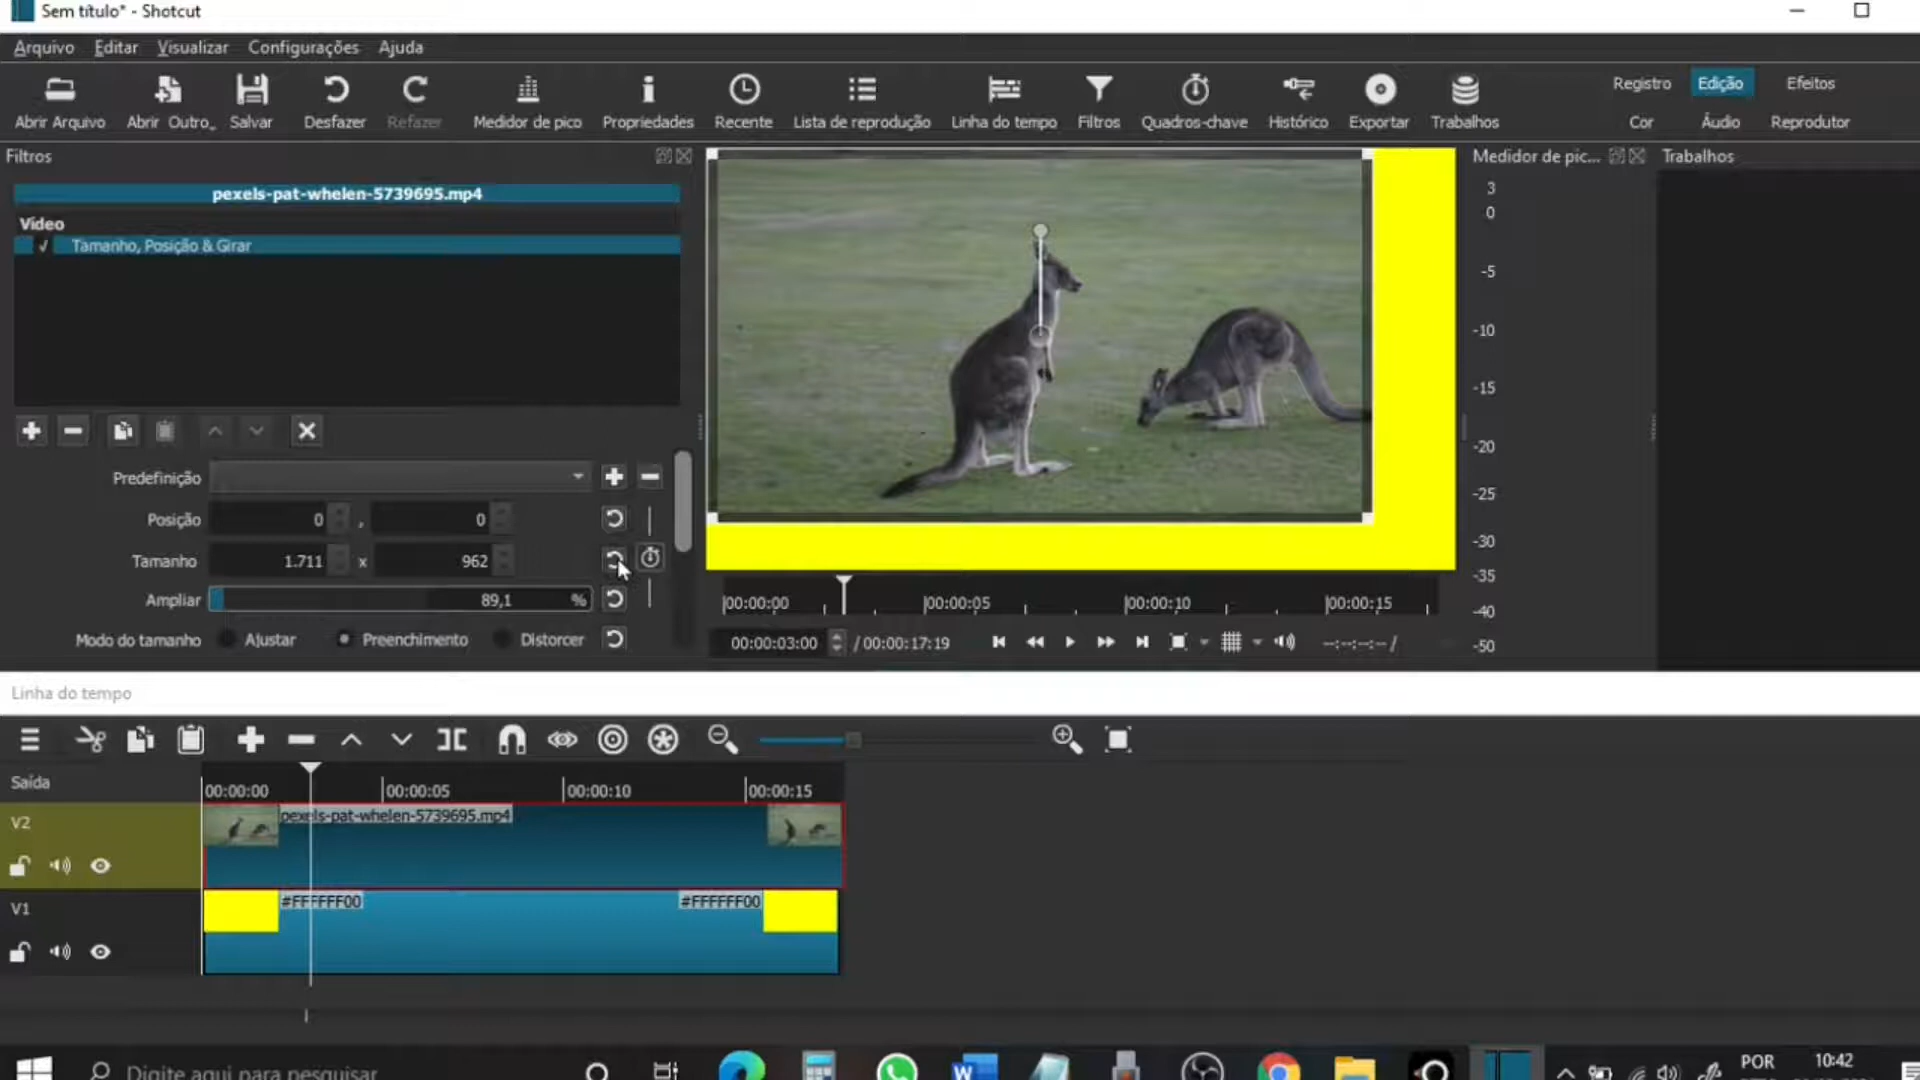 Sem título* - Shotcut
Arquivo Editar Visualizar Configurações Ajuda
Abrir Arquivo Abrir Outro... Salvar Desfazer Refazer Medidor de pico Propriedades Recente Lista de reprodução Linha do tempo Filtros Quadros-chave Histórico Exportar Trabalhos
Registro Edição Efeitos
Cor Áudio Reprodutor
Filtros
Medidor de pic... Trabalhos
pexels-pat-whelen-5739695.mp4
Vídeo
√ Tamanho, Posição & Girar
Predefinição
Posição 0 , 0
Tamanho 1.711 x 962
Ampliar 89,1 %
Modo do tamanho Ajustar Preenchimento Distorcer
3
0
-5
-10
-15
-20
-25
-30
-35
-40
-50
00:00:00 00:00:05 00:00:10 00:00:15
00:00:03:00 / 00:00:17:19 --:--:--:-- /
Linha do tempo
Saída
00:00:00 00:00:05 00:00:10 00:00:15
V2
pexels-pat-whelen-5739695.mp4
V1
#FFFFFF00 #FFFFFF00
Digite aqui para pesquisar
W
POR 10:42